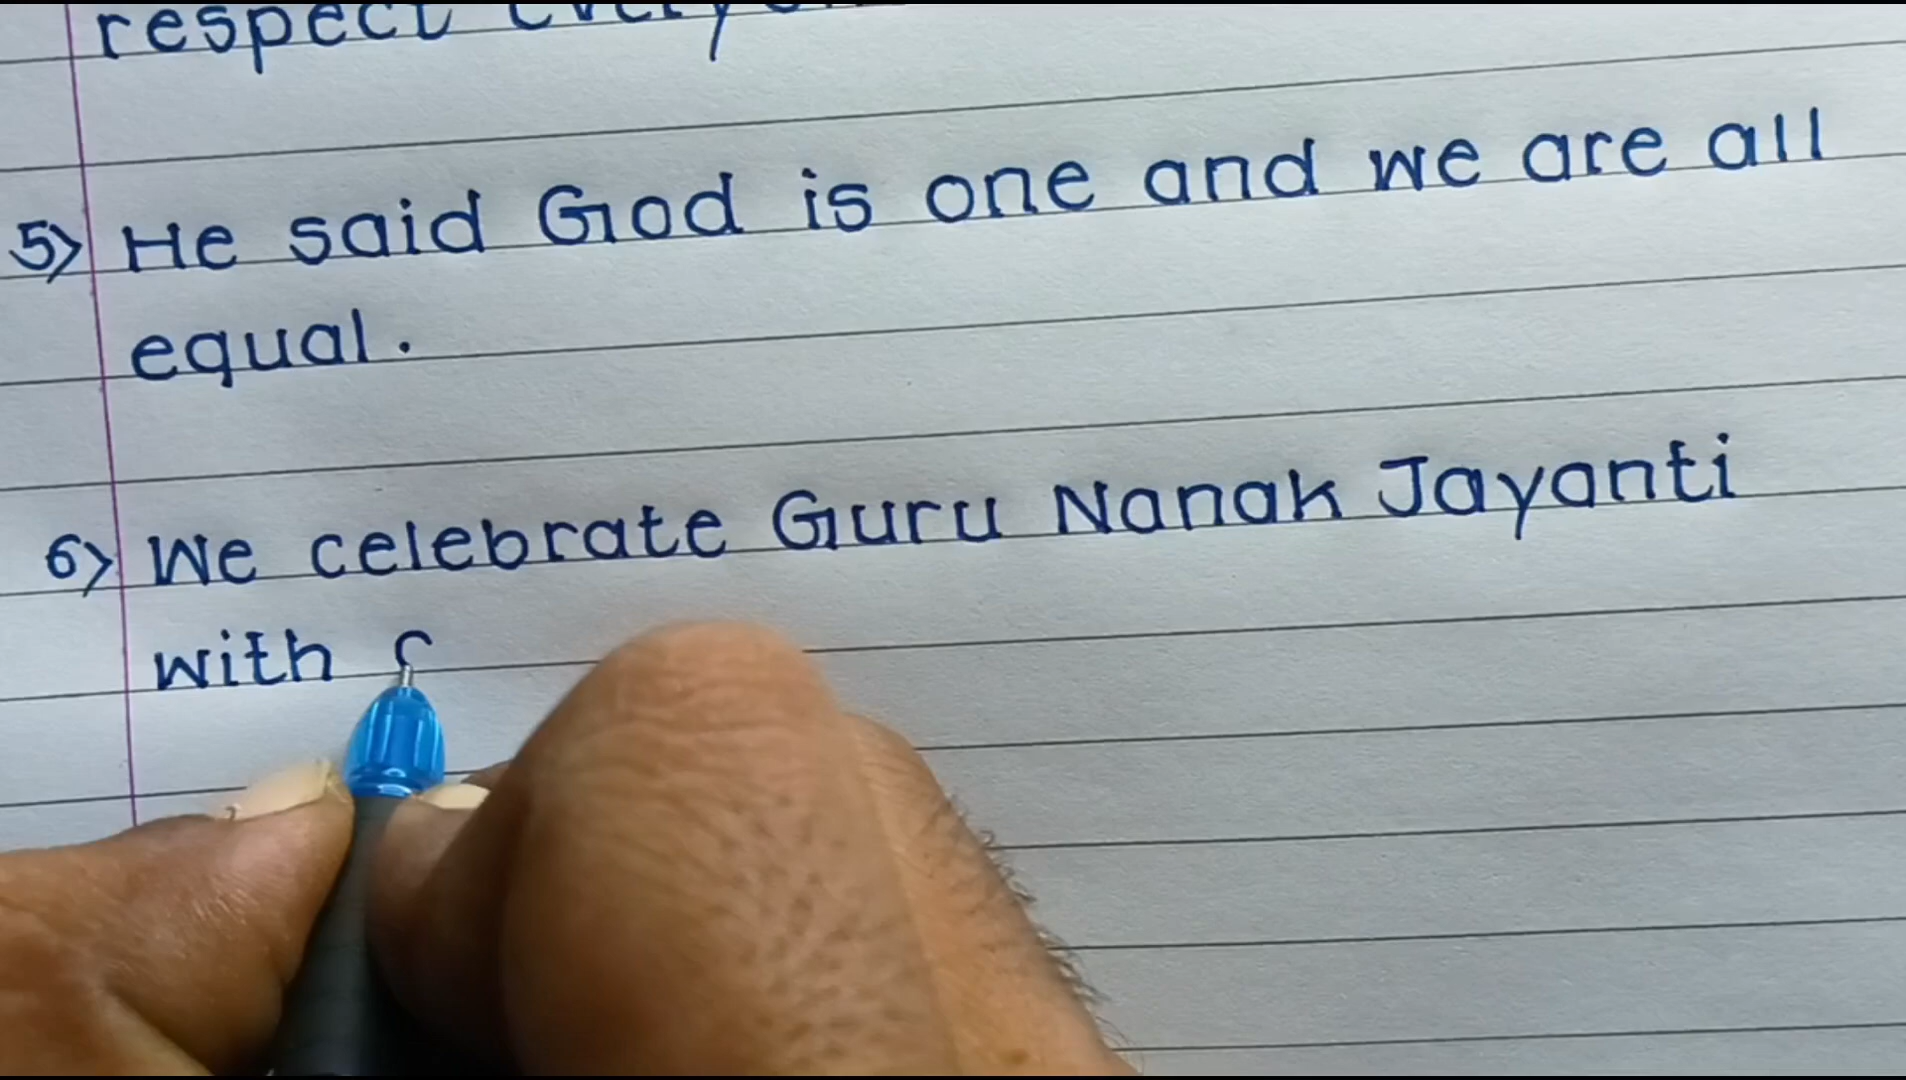 respect every
5> He said God is one and we are all
equal.
6> We celebrate Guru Nanak Jayanti
with